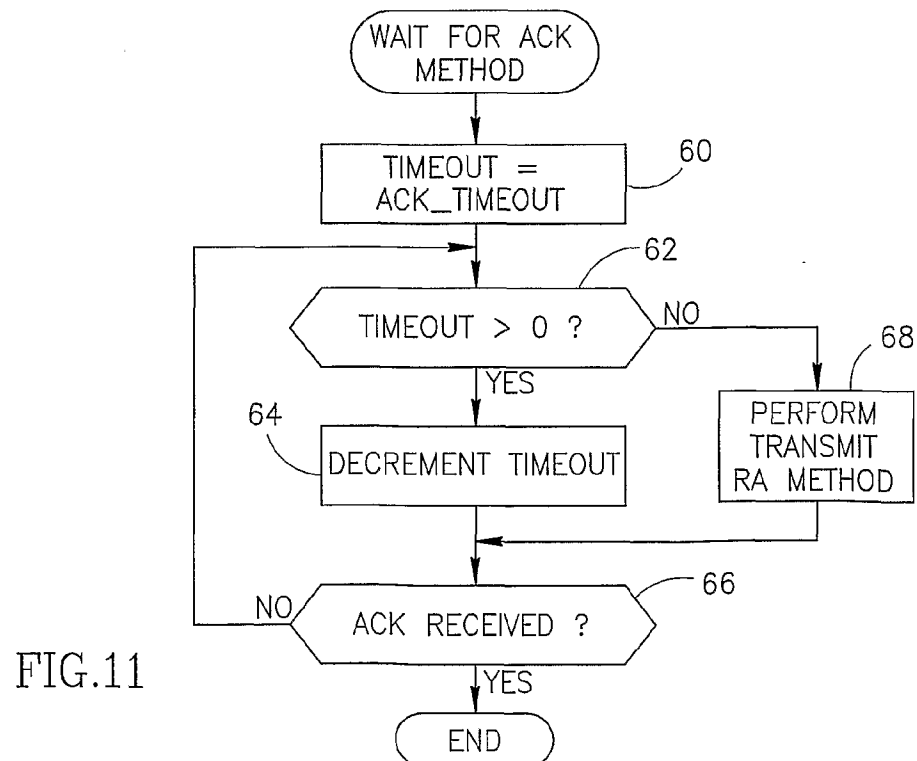 WAIT FOR ACK
METHOD
60
TIMEOUT =
ACK_TIMEOUT
62
TIMEOUT > 0 ?
NO
68
YES
PERFORM
TRANSMIT
RA METHOD
64
DECREMENT TIMEOUT
66
NO
ACK RECEIVED ?
YES
FIG.11
END